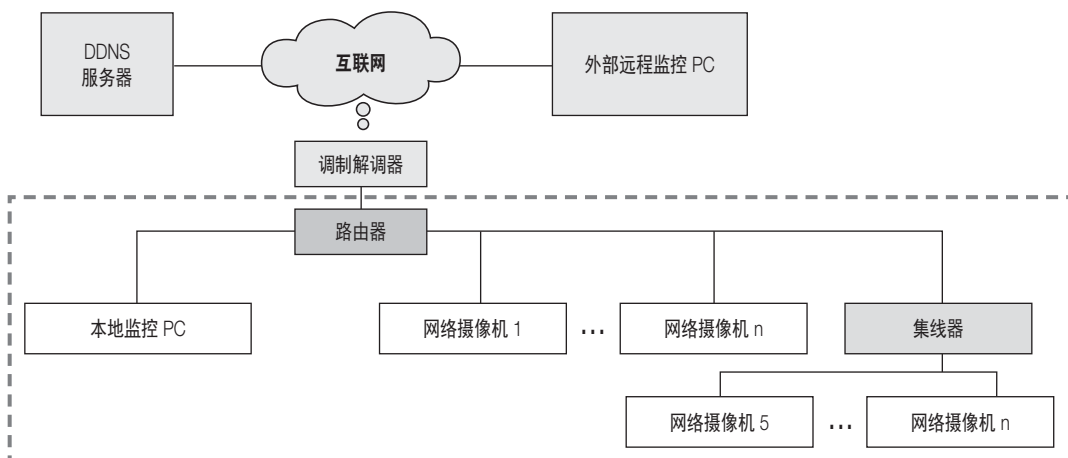 DDNS
服务器
互联网
外部远程监控 PC
调制解调器
路由器
本地监控 PC
网络摄像机 1
...
网络摄像机 n
集线器
网络摄像机 5
...
网络摄像机 n